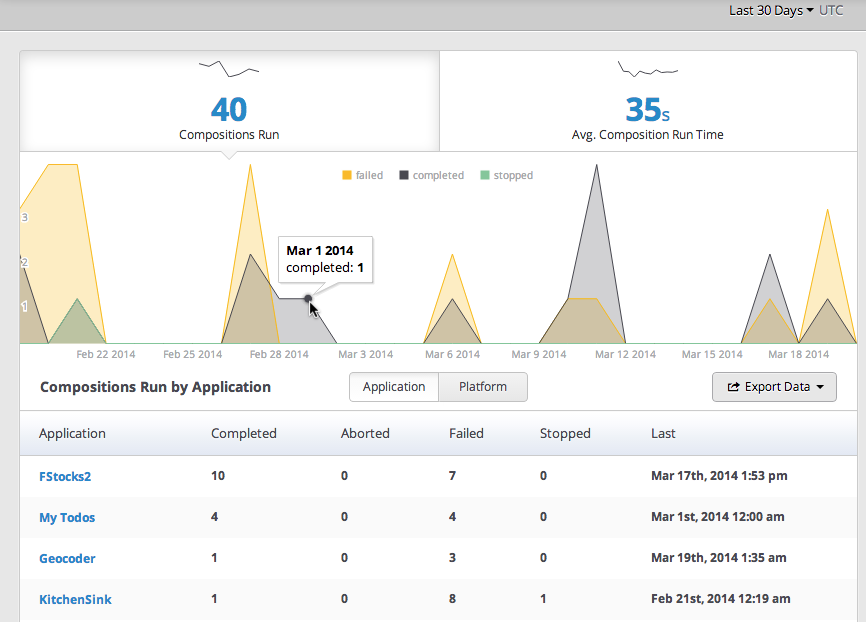 Last 30 Days UTC
40
Compositions Run
35s
Avg. Composition Run Time
failed completed stopped
3
2
1
Mar 1 2014
completed: 1
Feb 22 2014 Feb 25 2014 Feb 28 2014 Mar 3 2014 Mar 6 2014 Mar 9 2014 Mar 12 2014 Mar 15 2014 Mar 18 2014
Compositions Run by Application Application Platform Export Data
Application Completed Aborted Failed Stopped Last
FStocks2 10 0 7 0 Mar 17th, 2014 1:53 pm
My Todos 4 0 4 0 Mar 1st, 2014 12:00 am
Geocoder 1 0 3 0 Mar 19th, 2014 1:35 am
KitchenSink 1 0 8 1 Feb 21st, 2014 12:19 am